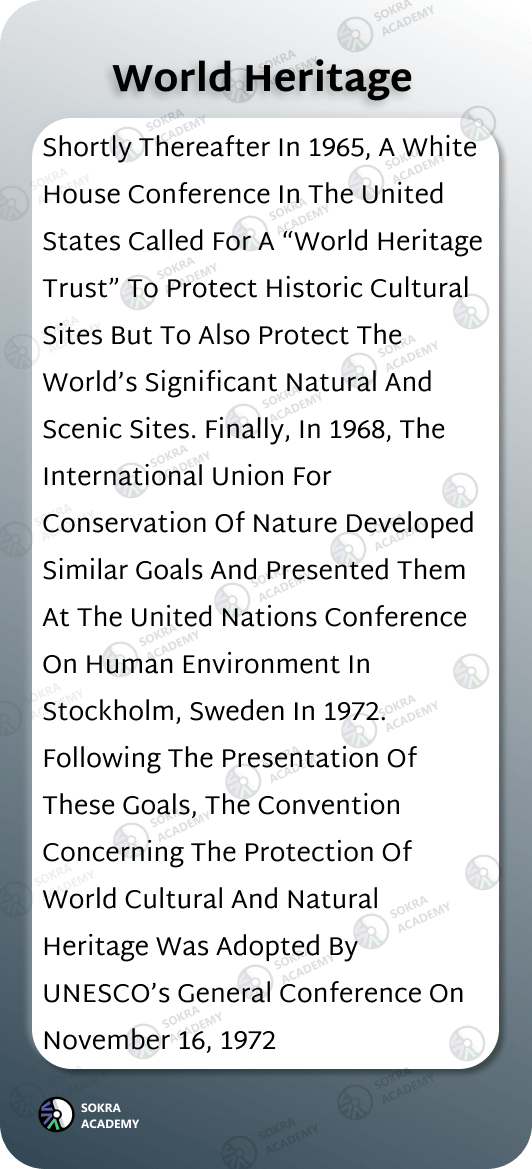 World Heritage
Shortly Thereafter In 1965, A White
House Conference In The United
States Called For A “World Heritage
Trust” To Protect Historic Cultural
Sites But To Also Protect The
World’s Significant Natural And
Scenic Sites. Finally, In 1968, The
International Union For
Conservation Of Nature Developed
Similar Goals And Presented Them
At The United Nations Conference
On Human Environment In
Stockholm, Sweden In 1972.
Following The Presentation Of
These Goals, The Convention
Concerning The Protection Of
World Cultural And Natural
Heritage Was Adopted By
UNESCO’s General Conference On
November 16, 1972
SOKRA
ACADEMY